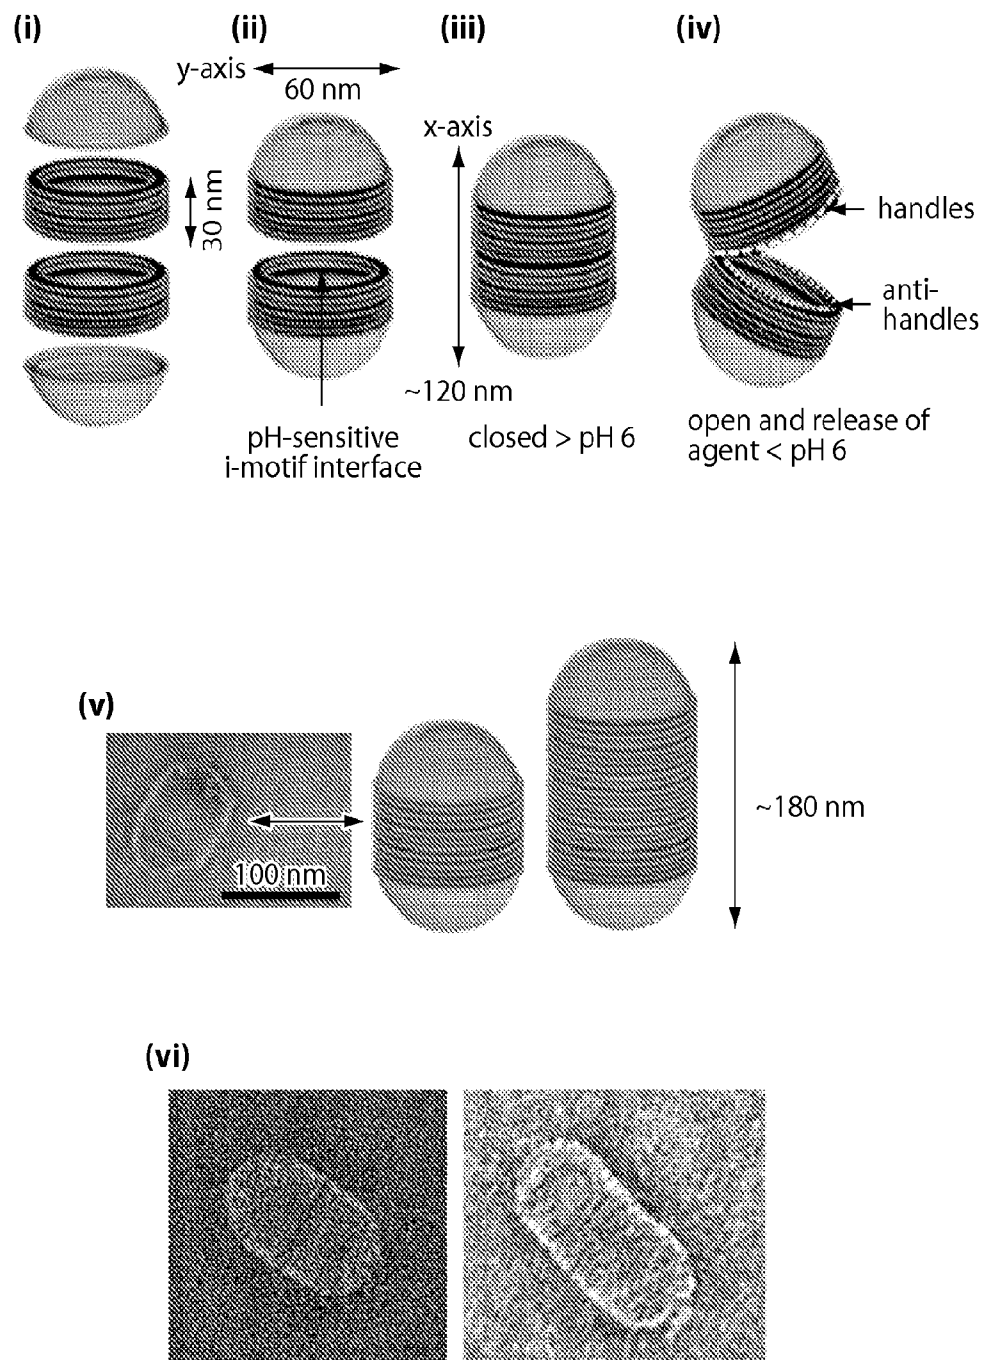 (i)
(ii)
(iii)
(iv)
y-axis
60 nm
x-axis
30 nm
handles
anti-
handles
~120 nm
pH-sensitive
i-motif interface
closed > pH 6
open and release of
agent < pH 6
(v)
100 nm
~180 nm
(vi)